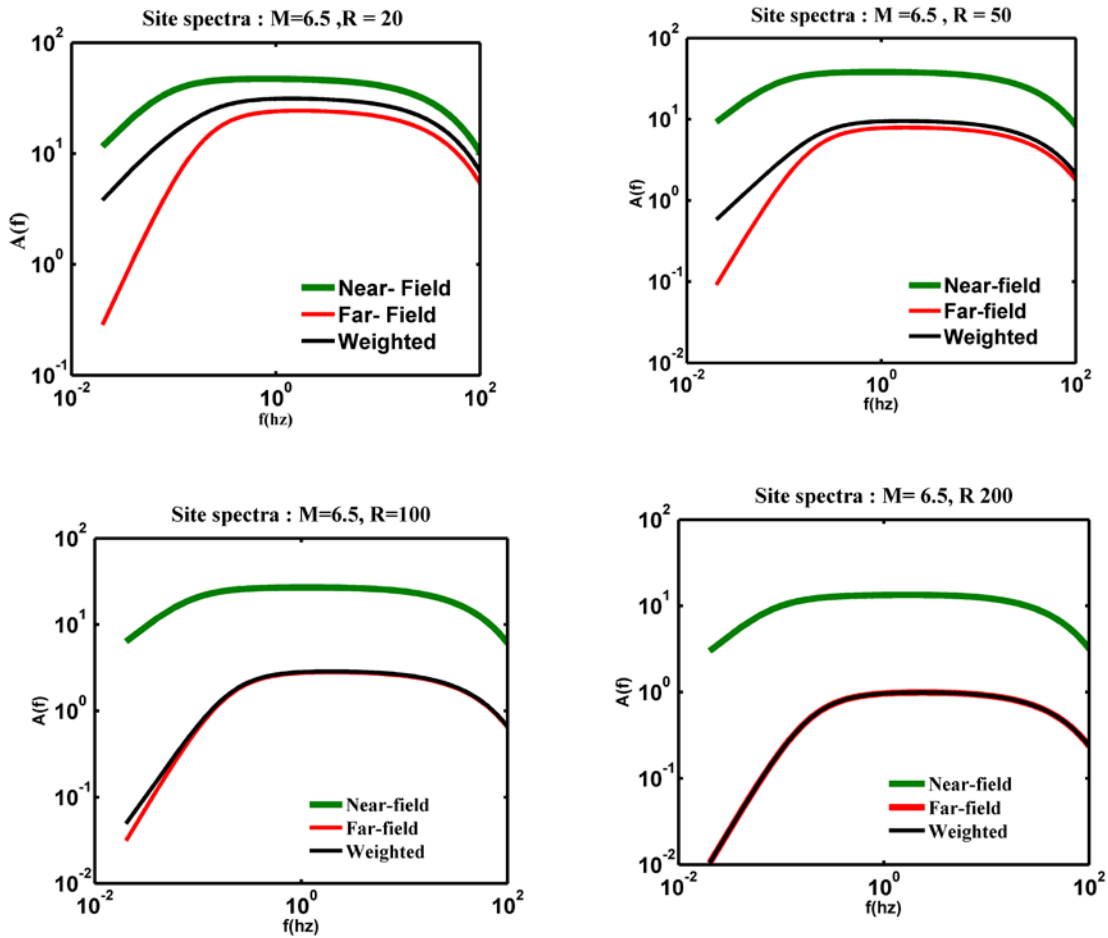 Site spectra : M=6.5 ,R = 20
10^2
10^1
10^0
10^-1
A(f)
Near- Field
Far- Field
Weighted
10^-2
10^0
10^2
f(hz)
Site spectra : M =6.5 , R = 50
10^2
10^1
10^0
10^-1
10^-2
A(f)
Near-field
Far-field
Weighted
10^-2
10^0
10^2
f(hz)
Site spectra : M=6.5, R=100
10^2
10^1
10^0
10^-1
10^-2
A(f)
Near-field
Far-field
Weighted
10^-2
10^0
10^2
f(hz)
Site spectra : M= 6.5, R 200
10^2
10^1
10^0
10^-1
10^-2
A(f)
Near-field
Far-field
Weighted
10^-2
10^0
10^2
f(hz)